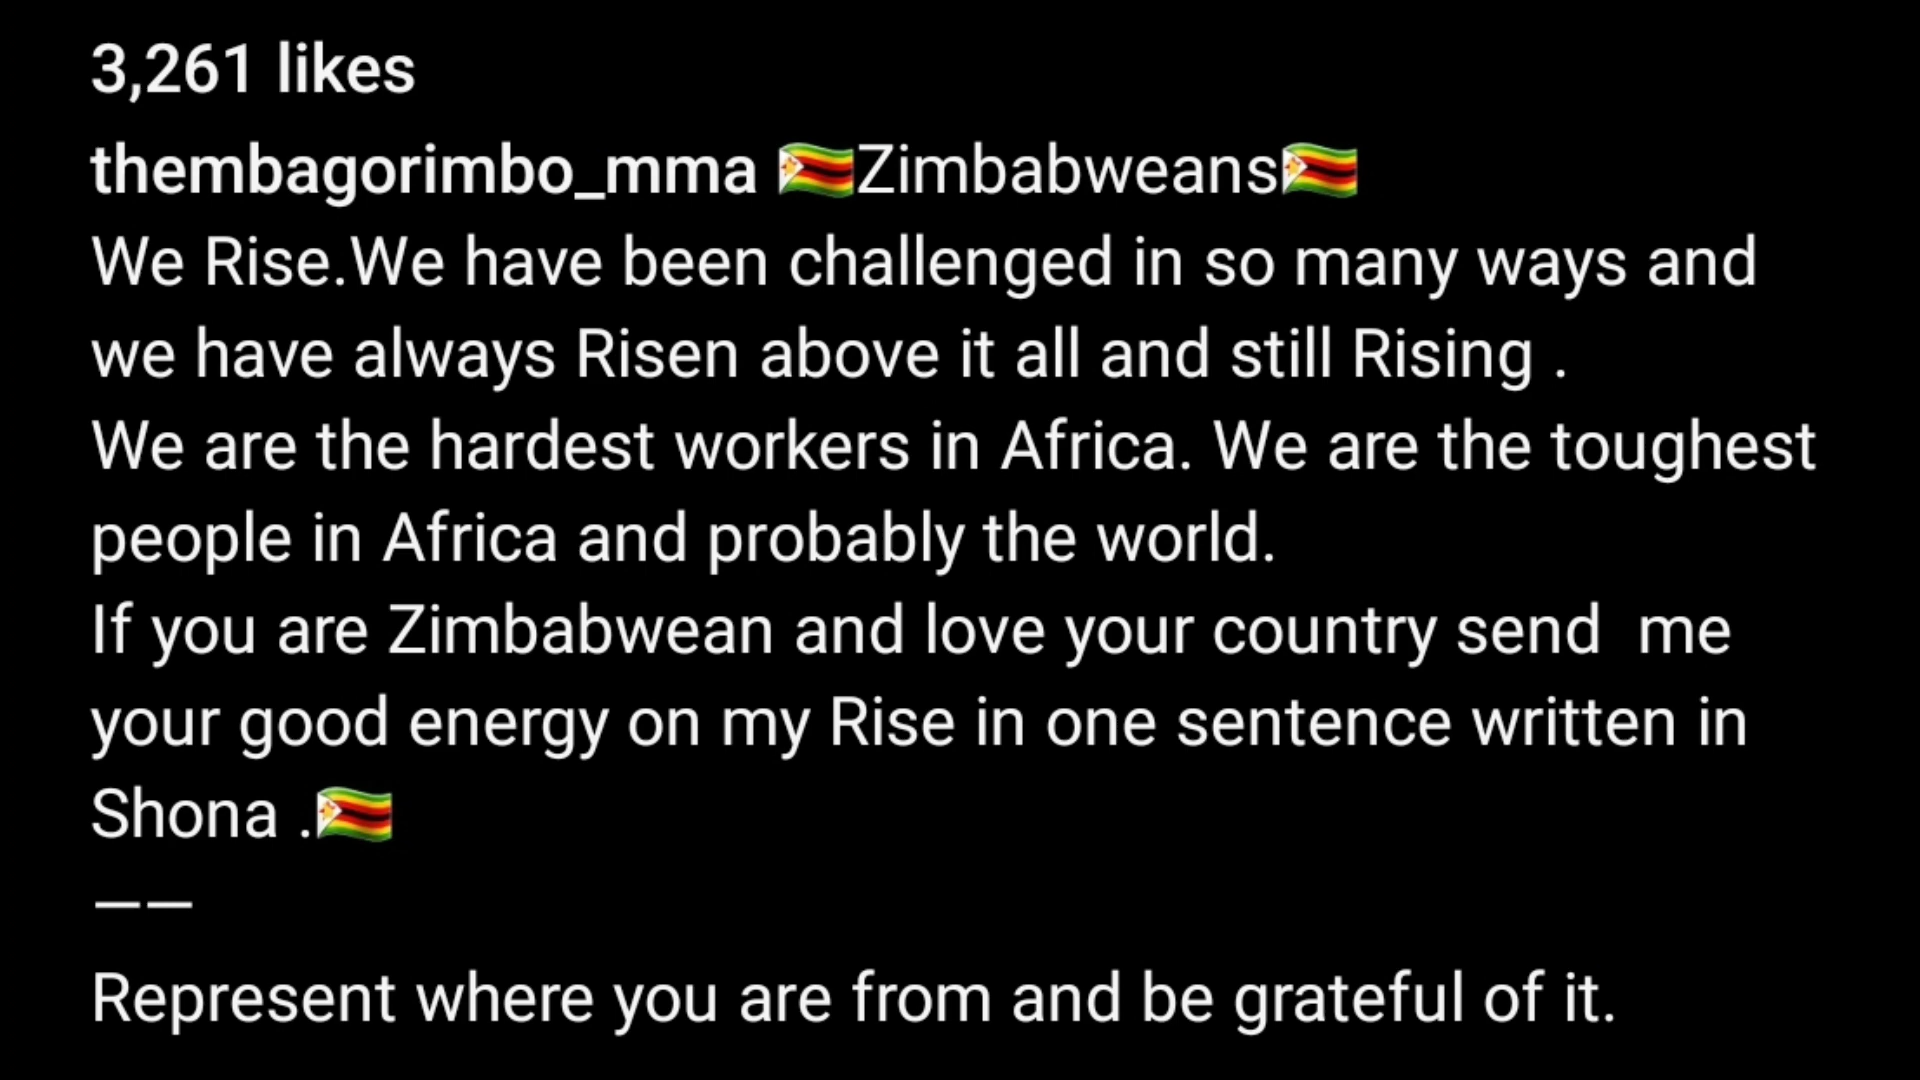 3,261 likes
thembagorimbo_mma 🇿🇼Zimbabweans🇿🇼
We Rise.We have been challenged in so many ways and
we have always Risen above it all and still Rising .
We are the hardest workers in Africa. We are the toughest
people in Africa and probably the world.
If you are Zimbabwean and love your country send  me
your good energy on my Rise in one sentence written in
Shona .🇿🇼
——
Represent where you are from and be grateful of it.